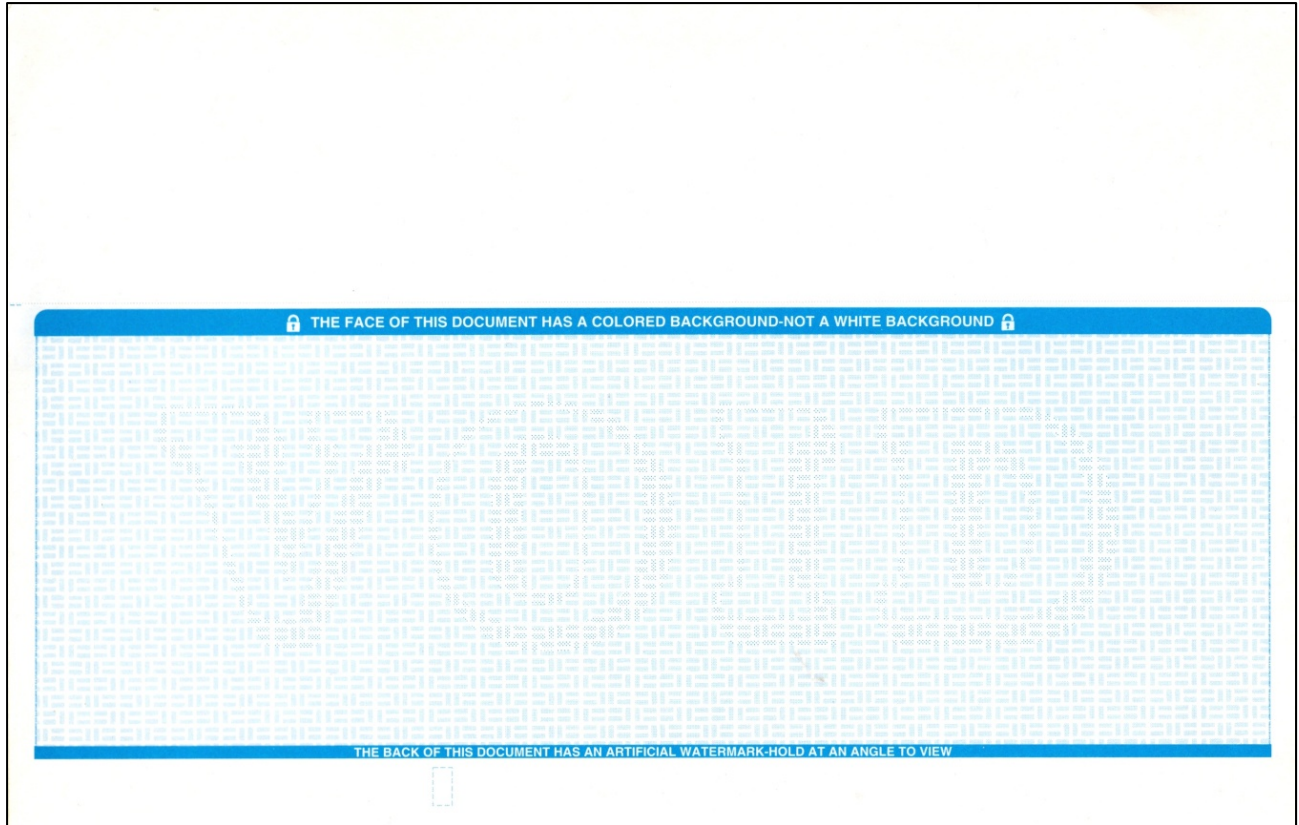 THE FACE OF THIS DOCUMENT HAS A COLORED BACKGROUND-NOT A WHITE BACKGROUND
VOID
THE BACK OF THIS DOCUMENT HAS AN ARTIFICIAL WATERMARK-HOLD AT AN ANGLE TO VIEW